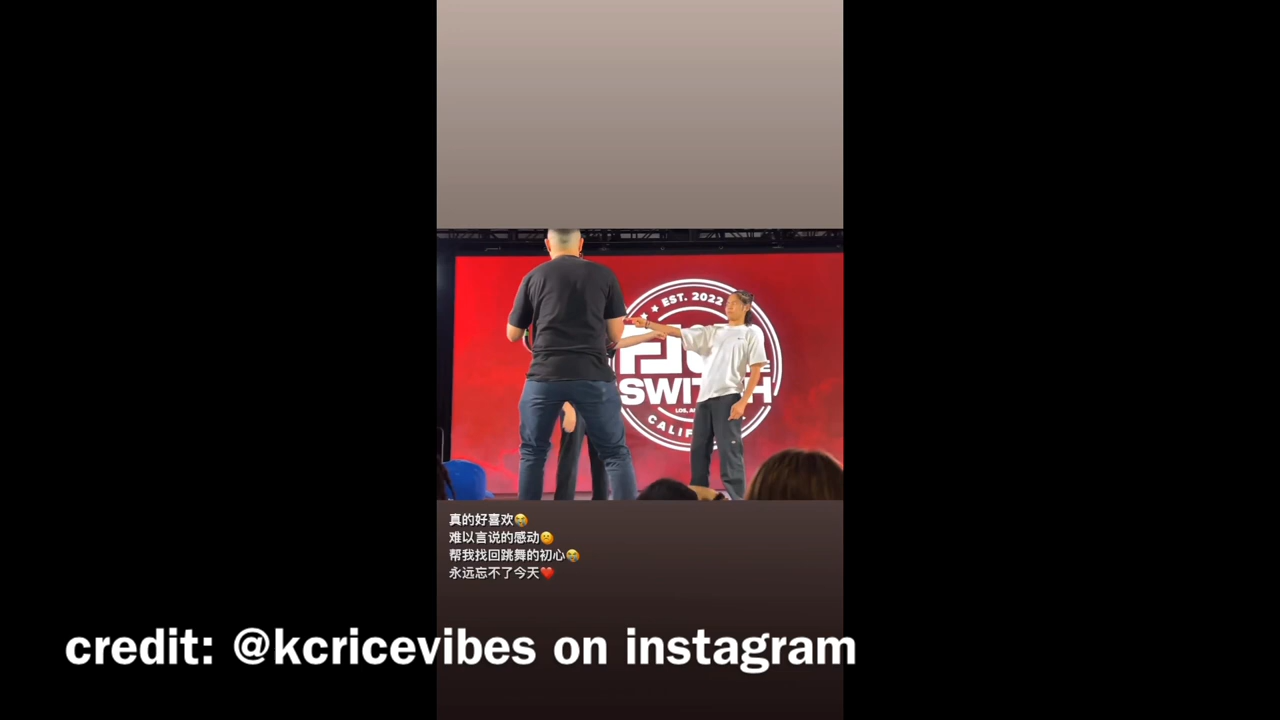 EST. 2022
SWITCH
CALIF
真的好喜欢😭
难以言说的感动🫠
帮我找回跳舞的初心😭
永远忘不了今天❤️
credit: @kcricevibes on instagram